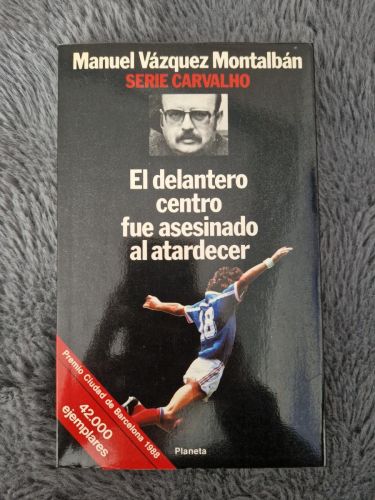 Manuel Vázquez Montalbán
SERIE CARVALHO
El delantero
centro
fue asesinado
al atardecer
18
Premio Ciudad de Barcelona 1988
42.000
ejemplares
Planeta